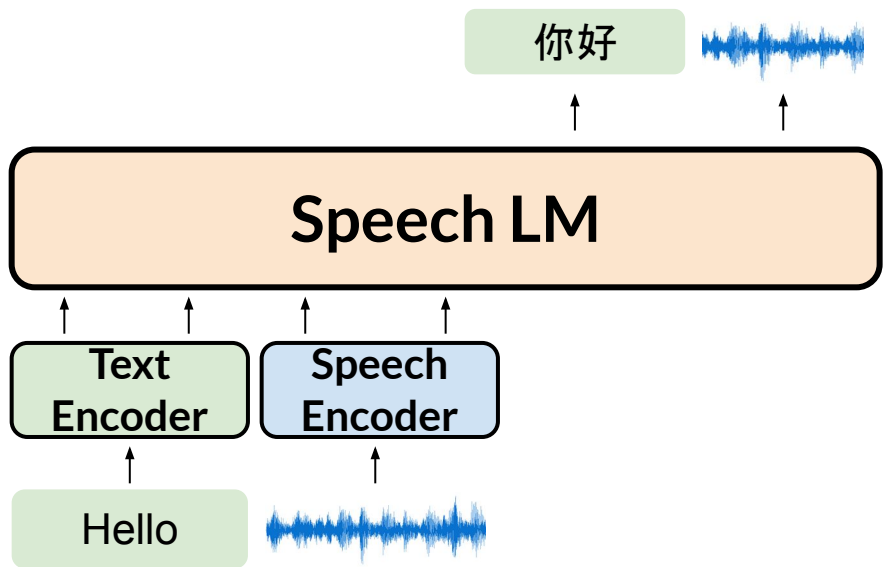 你好
Speech LM
Text
Encoder
Speech
Encoder
Hello